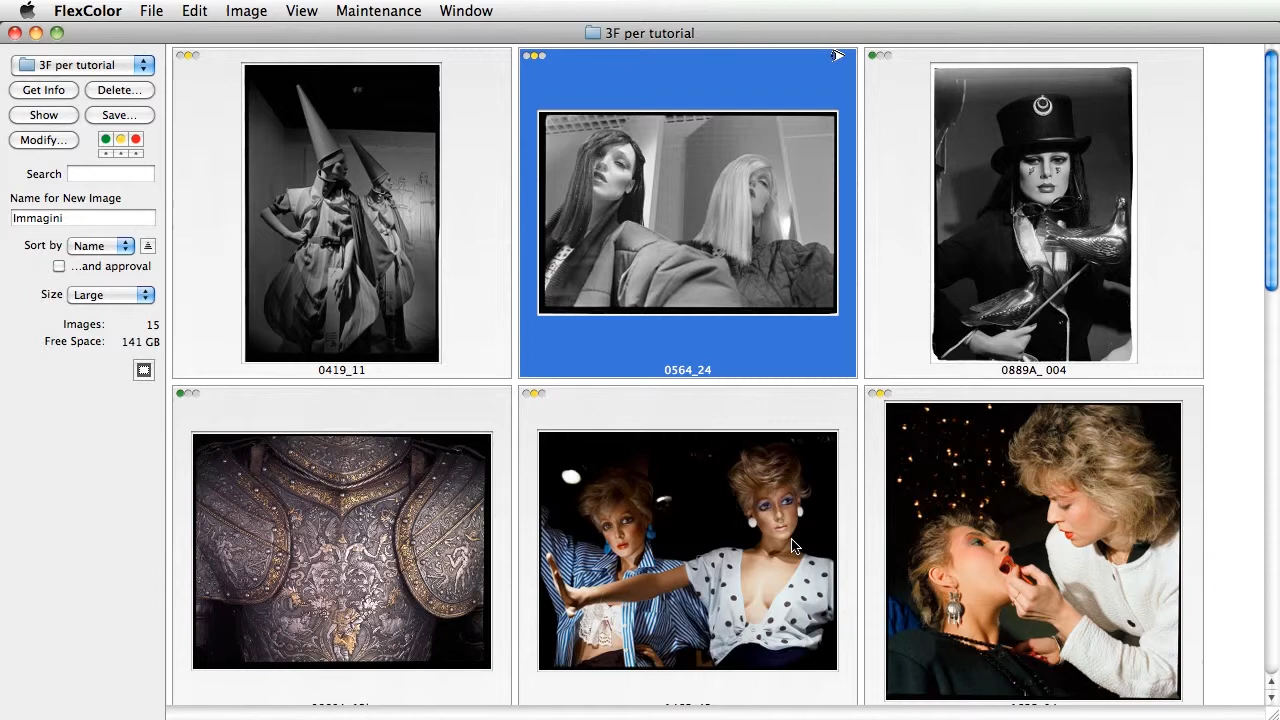 FlexColor File Edit Image View Maintenance Window
3F per tutorial
3F per tutorial
Get Info Delete...
Show Save...
Modify...
Search
Name for New Image
Immagini
Sort by Name
...and approval
Size Large
Images: 15
Free Space: 141 GB
0419_11
0564_24
0889A_ 004